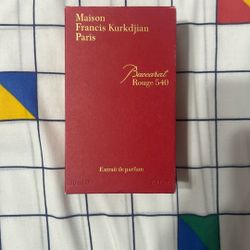 Maison
Francis Kurkdjian
Paris
Baccarat
Rouge 540
Extrait de parfum